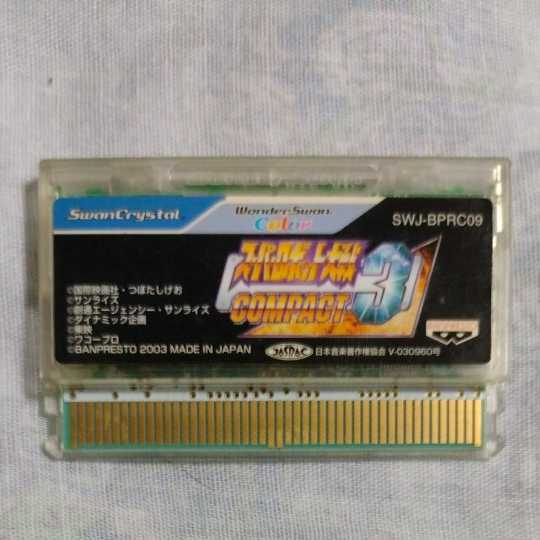 SwanCrystal
WonderSwan
Color
SWJ-BPRC09
スーパーロボット大戦
COMPACT 3
©国際映画社・つぼたしげお
©サンライズ
©創通エージェンシー・サンライズ
©ダイナミック企画
©東映
©ワコープロ
©BANPRESTO 2003 MADE IN JAPAN
JASRAC
日本音楽著作権協会 V-030960号
BANPRESTO